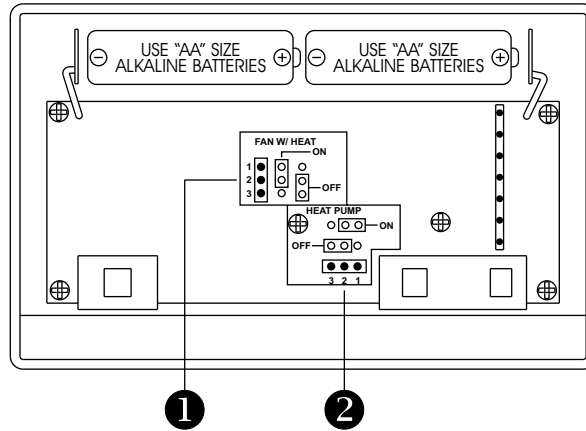 USE “AA” SIZE
ALKALINE BATTERIES
USE “AA” SIZE
ALKALINE BATTERIES
FAN W/ HEAT
ON
1
2
3
OFF
HEAT PUMP
ON
OFF
3 2 1
1
2